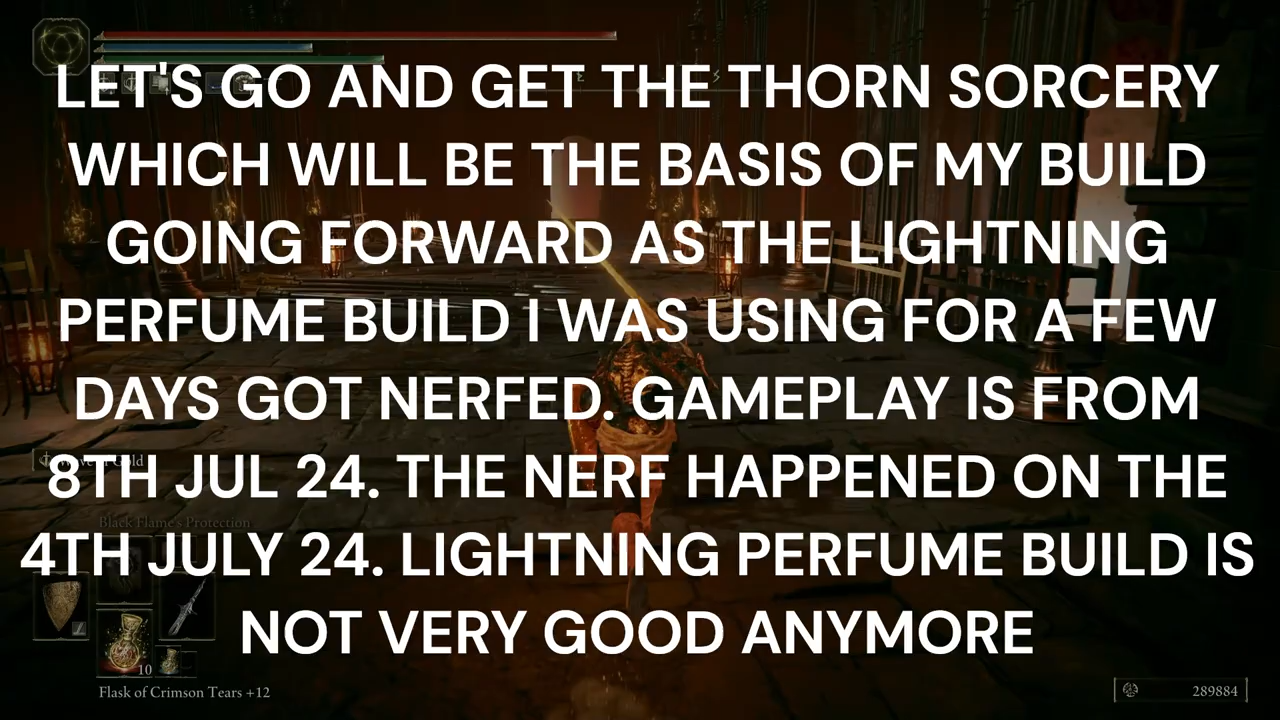 LET'S GO AND GET THE THORN SORCERY
WHICH WILL BE THE BASIS OF MY BUILD
GOING FORWARD AS THE LIGHTNING
PERFUME BUILD I WAS USING FOR A FEW
DAYS GOT NERFED. GAMEPLAY IS FROM
8TH JUL 24. THE NERF HAPPENED ON THE
4TH JULY 24. LIGHTNING PERFUME BUILD IS
NOT VERY GOOD ANYMORE
Black Flame's Protection
10
Flask of Crimson Tears +12
289884